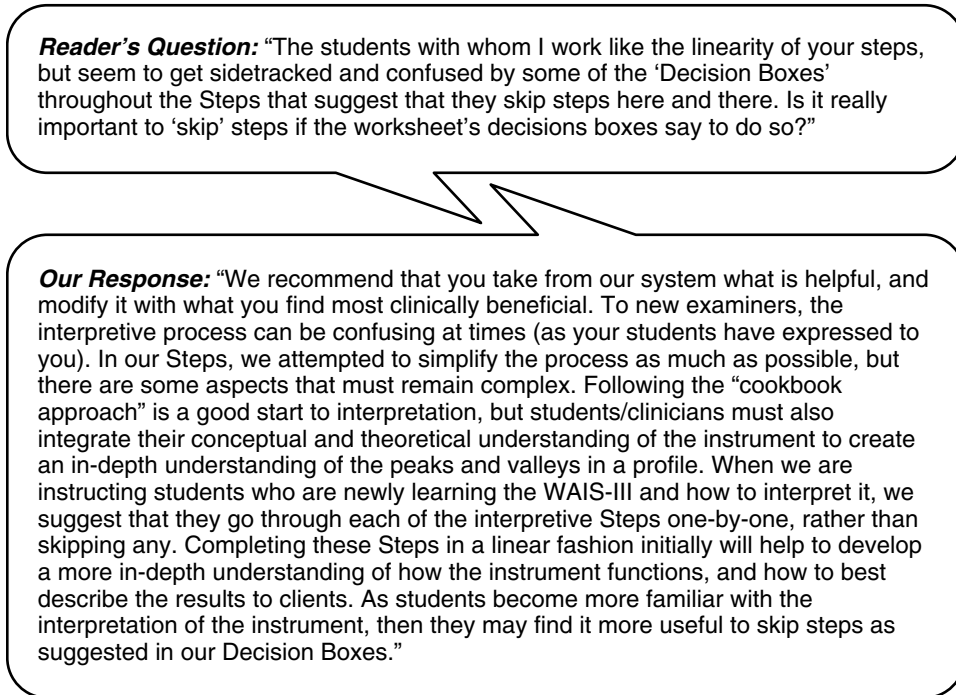 Reader’s Question: “The students with whom I work like the linearity of your steps,
but seem to get sidetracked and confused by some of the ‘Decision Boxes’
throughout the Steps that suggest that they skip steps here and there. Is it really
important to ‘skip’ steps if the worksheet’s decisions boxes say to do so?”
Our Response: “We recommend that you take from our system what is helpful, and
modify it with what you find most clinically beneficial. To new examiners, the
interpretive process can be confusing at times (as your students have expressed to
you). In our Steps, we attempted to simplify the process as much as possible, but
there are some aspects that must remain complex. Following the “cookbook
approach” is a good start to interpretation, but students/clinicians must also
integrate their conceptual and theoretical understanding of the instrument to create
an in-depth understanding of the peaks and valleys in a profile. When we are
instructing students who are newly learning the WAIS-III and how to interpret it, we
suggest that they go through each of the interpretive Steps one-by-one, rather than
skipping any. Completing these Steps in a linear fashion initially will help to develop
a more in-depth understanding of how the instrument functions, and how to best
describe the results to clients. As students become more familiar with the
interpretation of the instrument, then they may find it more useful to skip steps as
suggested in our Decision Boxes.”